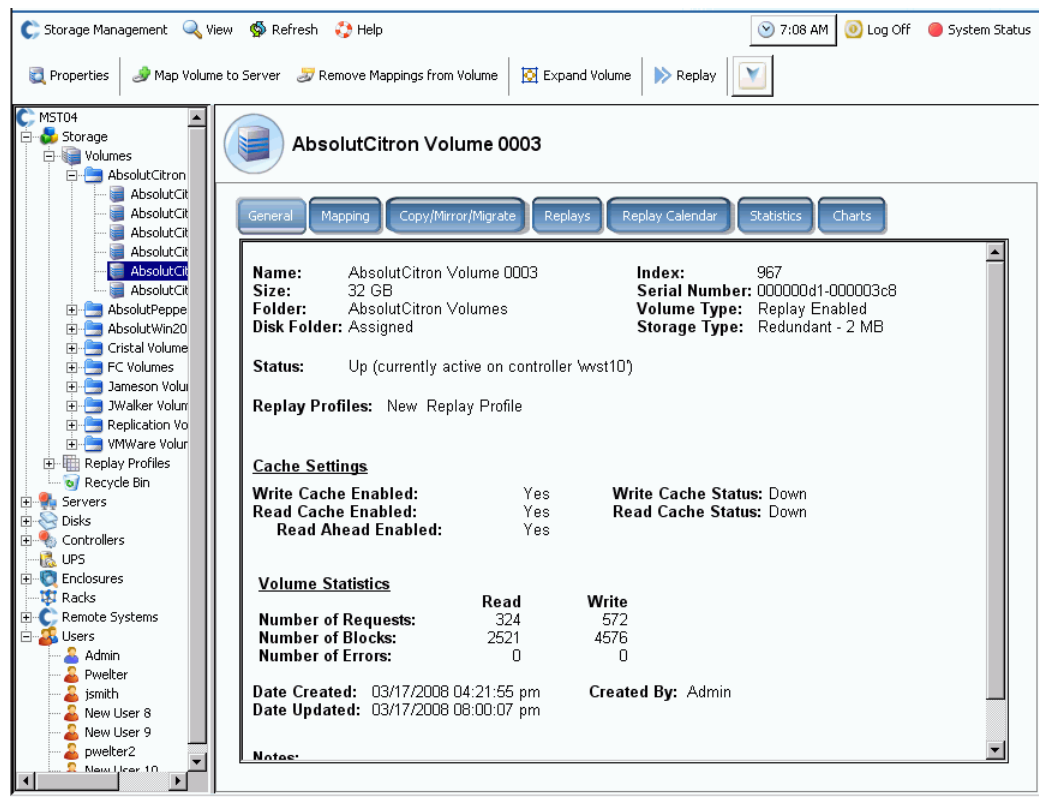 Storage Management View Refresh Help 7:08 AM Log Off System Status
Properties Map Volume to Server Remove Mappings from Volume Expand Volume Replay
MST04
Storage
Volumes
AbsolutCitron
AbsolutCit
AbsolutCit
AbsolutCit
AbsolutCit
AbsolutCit
AbsolutCit
AbsolutPeppe
AbsolutWin20
Cristal Volume
FC Volumes
Jameson Volu
JWalker Volum
Replication Vo
VMWare Volur
Replay Profiles
Recycle Bin
Servers
Disks
Controllers
UPS
Enclosures
Racks
Remote Systems
Users
Admin
Pwelter
jsmith
New User 8
New User 9
pwelter2
New User 10
AbsolutCitron Volume 0003
General Mapping Copy/Mirror/Migrate Replays Replay Calendar Statistics Charts
Name: AbsolutCitron Volume 0003 Index: 967
Size: 32 GB Serial Number: 000000d1-000003c8
Folder: AbsolutCitron Volumes Volume Type: Replay Enabled
Disk Folder: Assigned Storage Type: Redundant - 2 MB
Status: Up (currently active on controller 'wst10')
Replay Profiles: New Replay Profile
Cache Settings
Write Cache Enabled: Yes Write Cache Status: Down
Read Cache Enabled: Yes Read Cache Status: Down
Read Ahead Enabled: Yes
Volume Statistics
Read Write
Number of Requests: 324 572
Number of Blocks: 2521 4576
Number of Errors: 0 0
Date Created: 03/17/2008 04:21:55 pm Created By: Admin
Date Updated: 03/17/2008 08:00:07 pm
Notes: